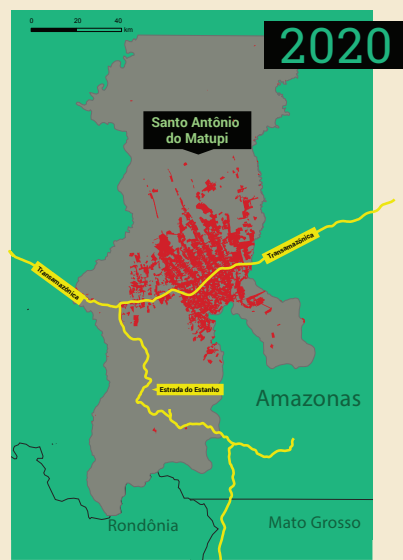 0 20 40
km
2020
Santo Antônio
do Matupi
Transamazônica
Transamazônica
Estrada do Estanho
Amazonas
Rondônia
Mato Grosso